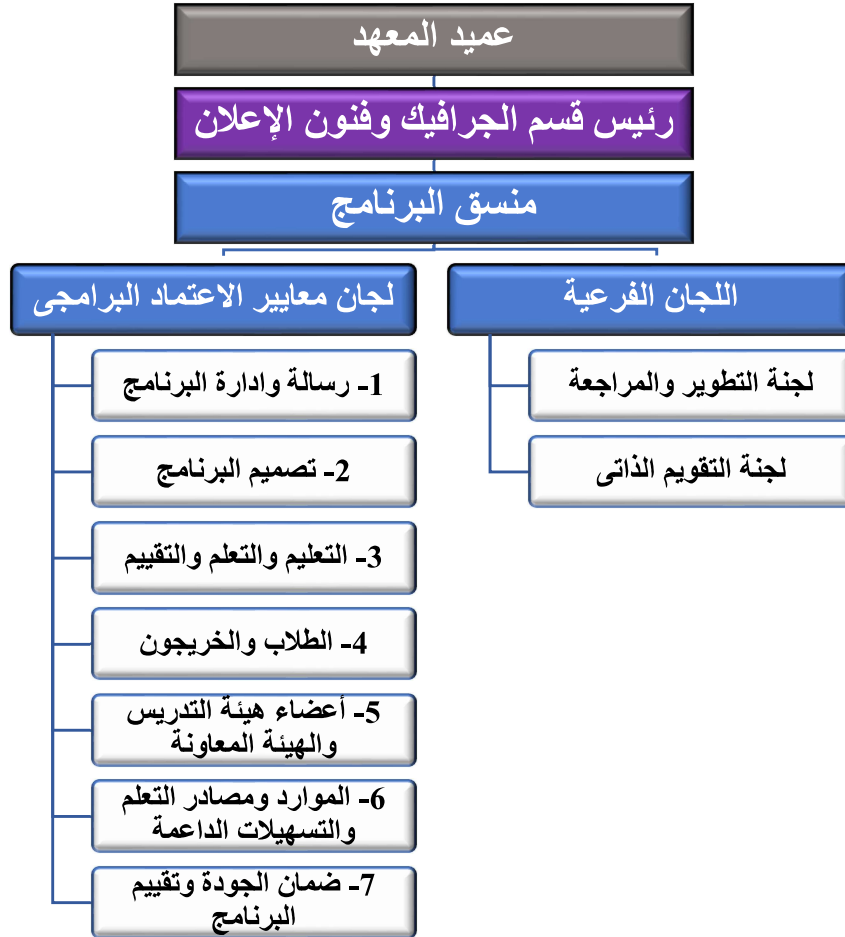 عميد المعهد
رئيس قسم الجرافيك وفنون الإعلان
منسق البرنامج
اللجان الفرعية
لجنة التطوير والمراجعة
لجنة التقويم الذاتى
لجان معايير الاعتماد البرامجى
1- رسالة وادارة البرنامج
2- تصميم البرنامج
3- التعليم والتعلم والتقييم
4- الطلاب والخريجون
5- أعضاء هيئة التدريس
والهيئة المعاونة
6- الموارد ومصادر التعلم
والتسهيلات الداعمة
7- ضمان الجودة وتقييم
البرنامج